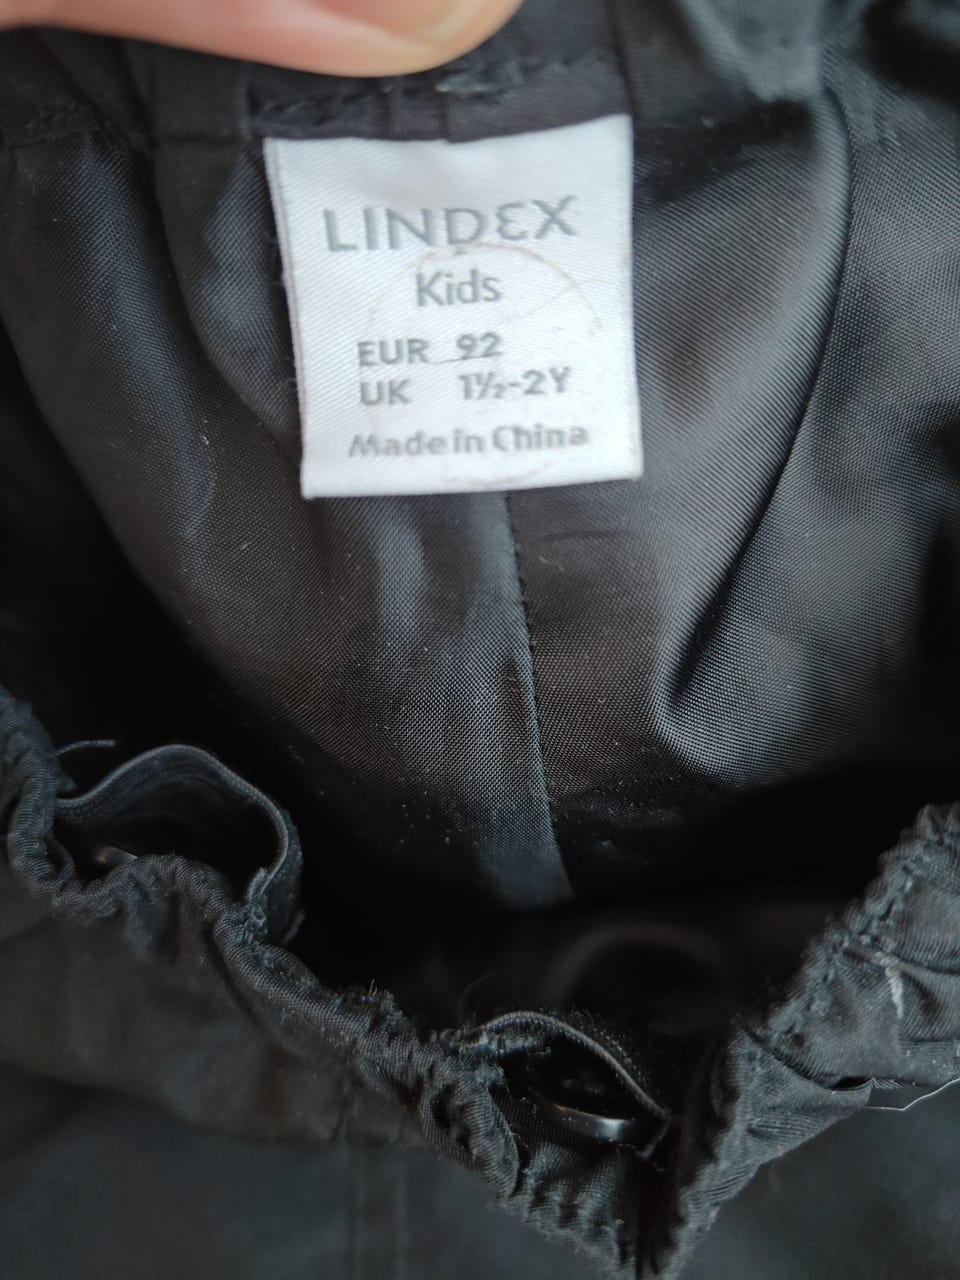 LINDEX
Kids
EUR 92
UK 1½-2Y
Made in China